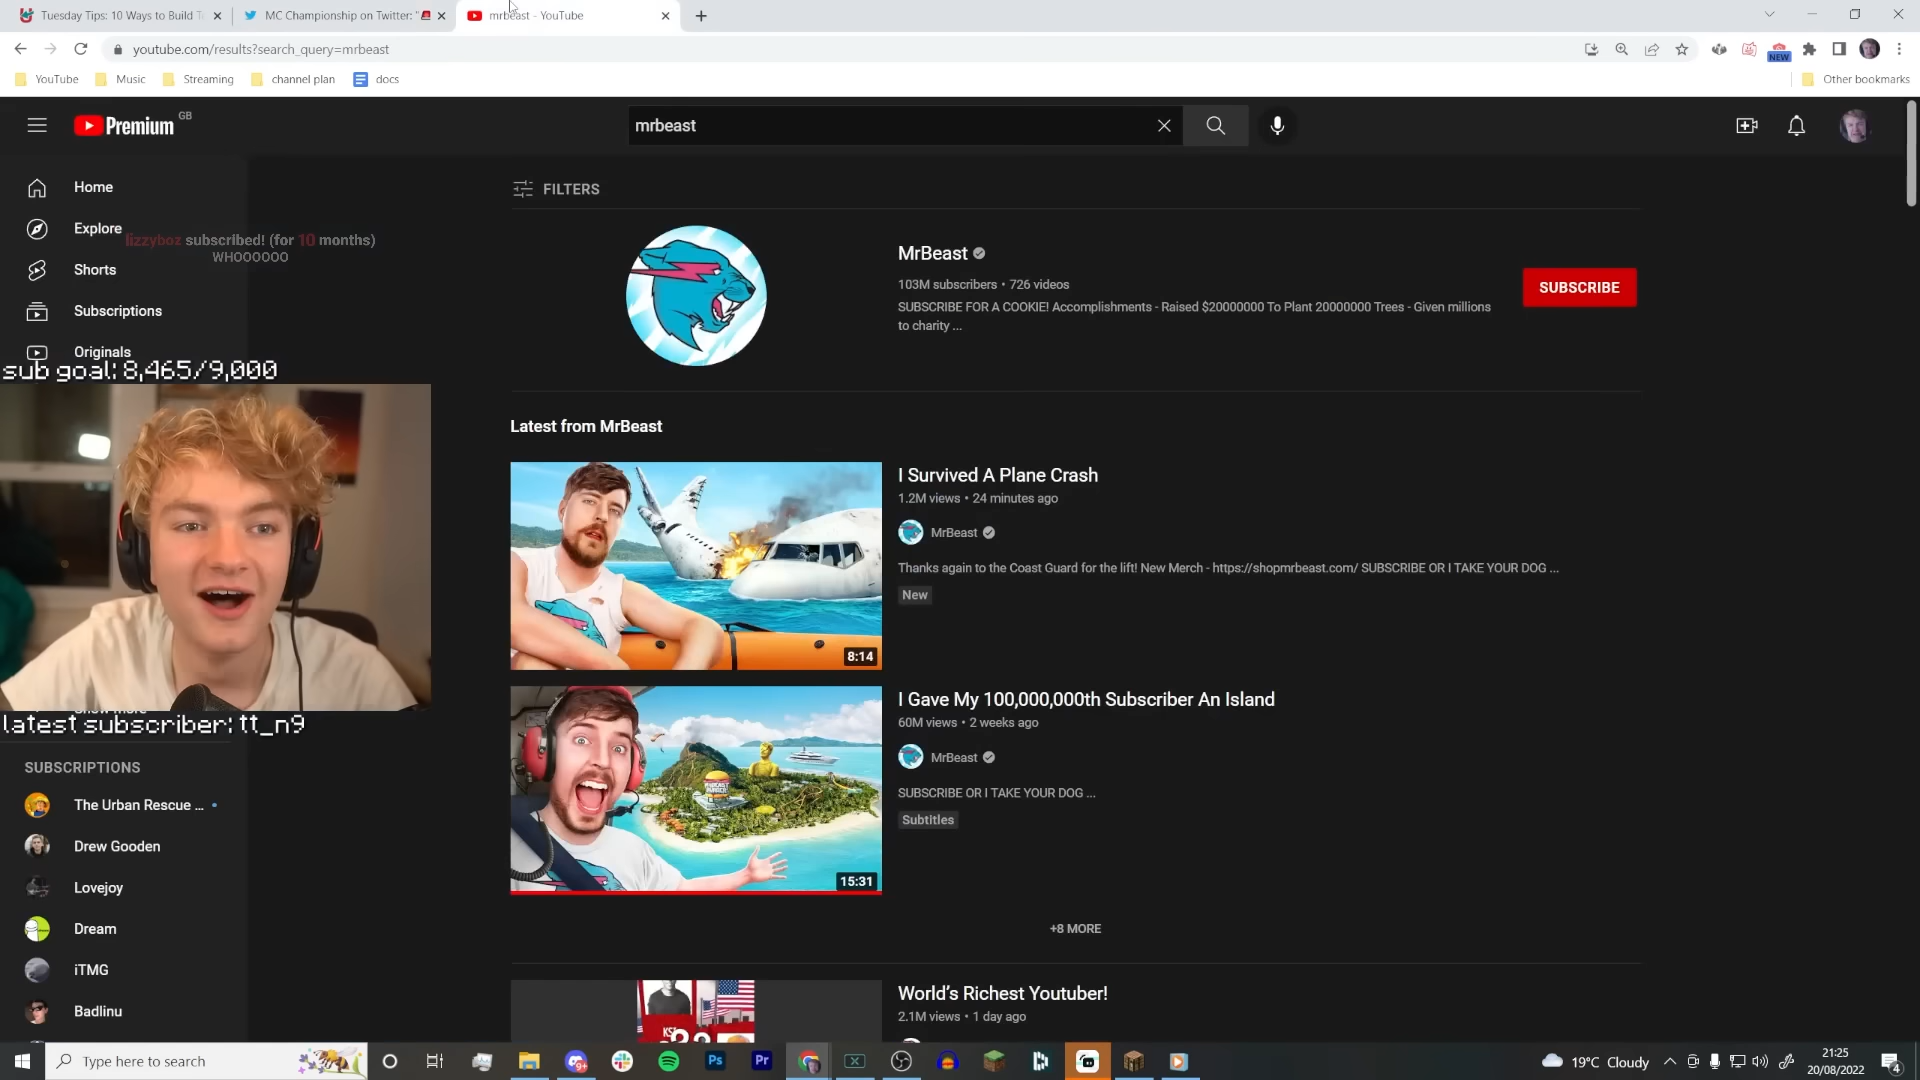 Tuesday Tips: 10 Ways to Build T
MC Championship on Twitter: "
mrbeast - YouTube
youtube.com/results?search_query=mrbeast
NEW
YouTube
Music
Streaming
channel plan
docs
Other bookmarks
Premium GB
mrbeast
Home
Explore
Shorts
Subscriptions
Originals
lizzyboz subscribed! (for 10 months)
WHOOOOOO
sub goal: 8,465/9,000
latest subscriber: tt_n9
SUBSCRIPTIONS
The Urban Rescue ...
Drew Gooden
Lovejoy
Dream
iTMG
Badlinu
FILTERS
MrBeast
103M subscribers • 726 videos
SUBSCRIBE FOR A COOKIE! Accomplishments - Raised $20000000 To Plant 20000000 Trees - Given millions
to charity ...
SUBSCRIBE
Latest from MrBeast
8:14
I Survived A Plane Crash
1.2M views • 24 minutes ago
MrBeast
Thanks again to the Coast Guard for the lift! New Merch - https://shopmrbeast.com/ SUBSCRIBE OR I TAKE YOUR DOG ...
New
15:31
I Gave My 100,000,000th Subscriber An Island
60M views • 2 weeks ago
MrBeast
SUBSCRIBE OR I TAKE YOUR DOG ...
Subtitles
+8 MORE
World's Richest Youtuber!
2.1M views • 1 day ago
Type here to search
9+
Ps
Pr
19°C Cloudy
21:25
20/08/2022
4